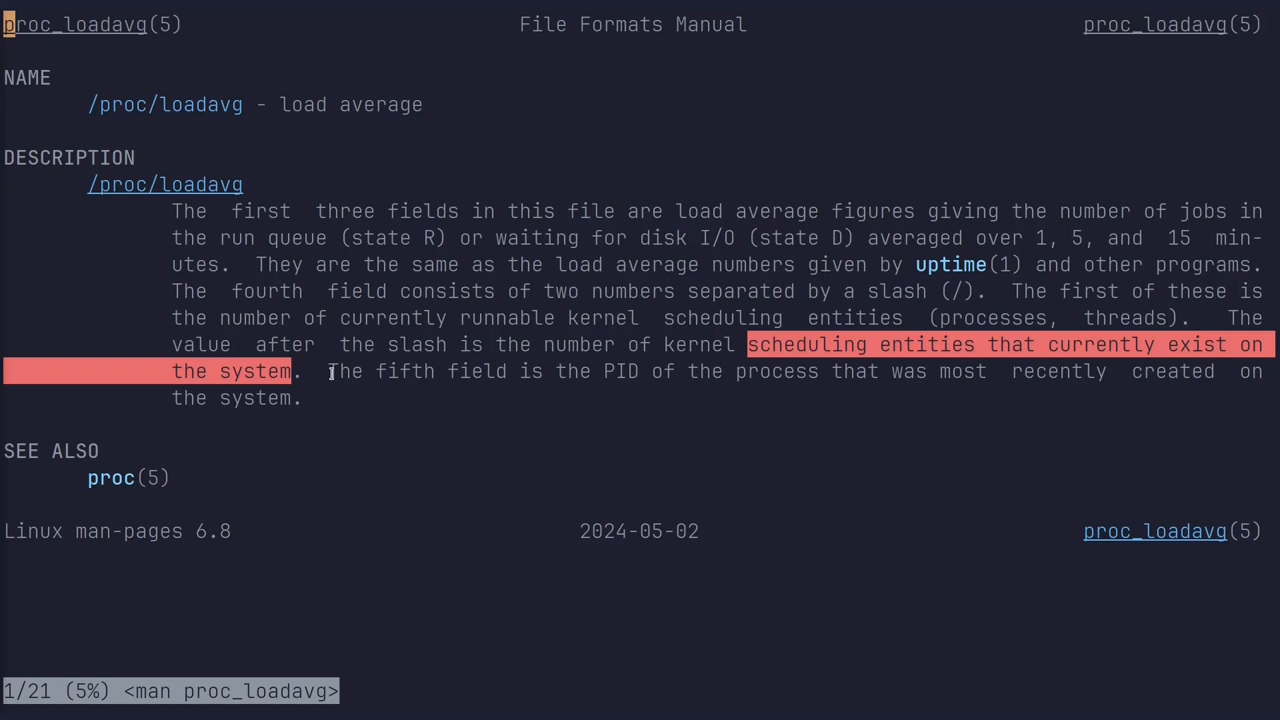 proc_loadavg(5) File Formats Manual proc_loadavg(5)
NAME
/proc/loadavg - load average
DESCRIPTION
/proc/loadavg
The first three fields in this file are load average figures giving the number of jobs in
the run queue (state R) or waiting for disk I/O (state D) averaged over 1, 5, and 15 min-
utes. They are the same as the load average numbers given by uptime(1) and other programs.
The fourth field consists of two numbers separated by a slash (/). The first of these is
the number of currently runnable kernel scheduling entities (processes, threads). The
value after the slash is the number of kernel scheduling entities that currently exist on
the system. The fifth field is the PID of the process that was most recently created on
the system.
SEE ALSO
proc(5)
Linux man-pages 6.8 2024-05-02 proc_loadavg(5)
1/21 (5%) <man proc_loadavg>